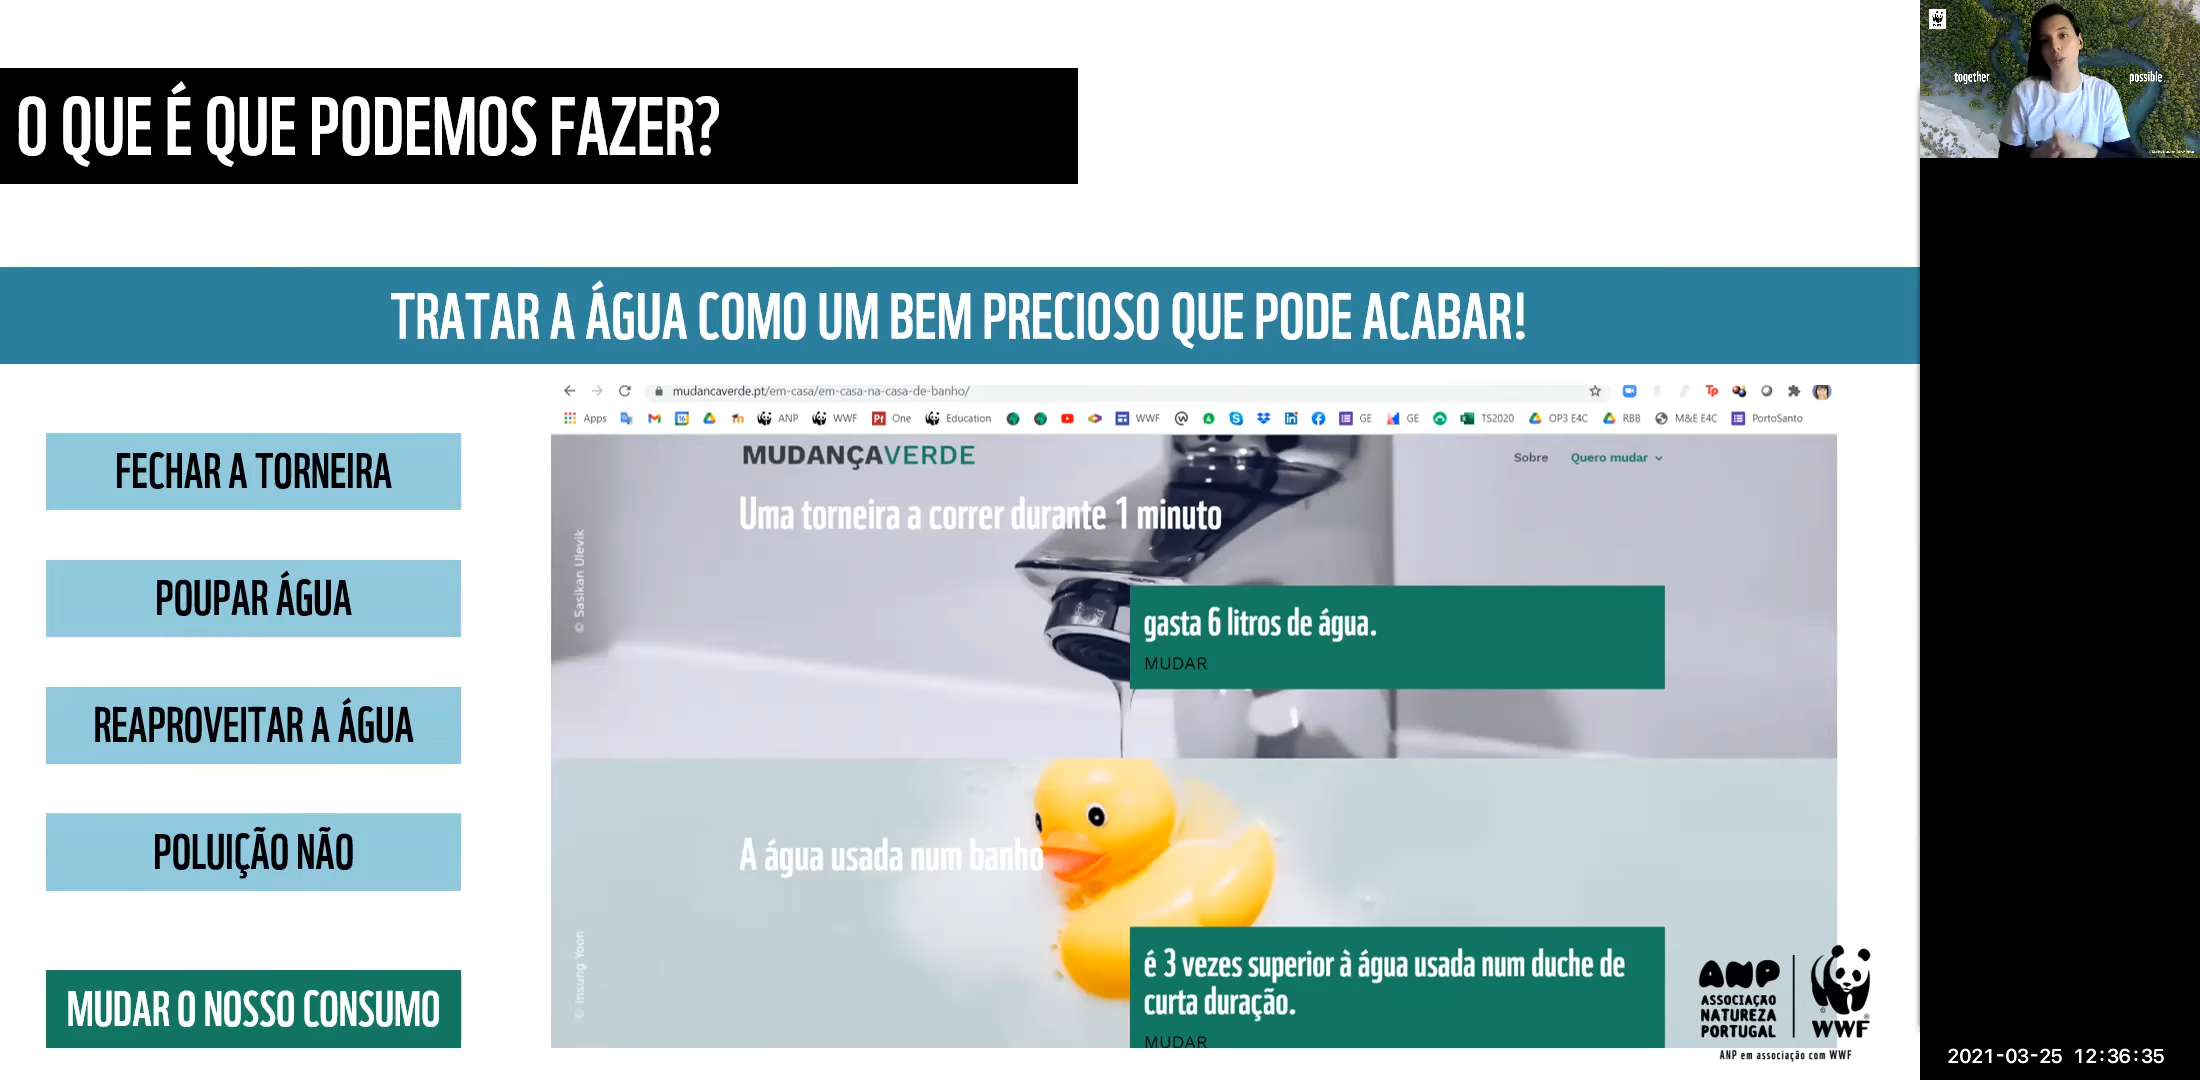 O QUE É QUE PODEMOS FAZER?
together
possible
TRATAR A ÁGUA COMO UM BEM PRECIOSO QUE PODE ACABAR!
FECHAR A TORNEIRA
POUPAR ÁGUA
REAPROVEITAR A ÁGUA
POLUIÇÃO NÃO
MUDAR O NOSSO CONSUMO
mudancaverde.pt/em-casa/em-casa-na-casa-de-banho/
Apps ANP WWF One Education WWF GE GE TS2020 OP3 E4C RBB M&E E4C PortoSanto
MUDANÇAVERDE
Sobre Quero mudar
Uma torneira a correr durante 1 minuto
© Sasikan Ulevik
gasta 6 litros de água.
MUDAR
A água usada num banho
© Insung Yoon
é 3 vezes superior à água usada num duche de
curta duração.
MUDAR
ANP
ASSOCIAÇÃO
NATUREZA
PORTUGAL
WWF
ANP em associação com WWF
2021-03-25 12:36:35